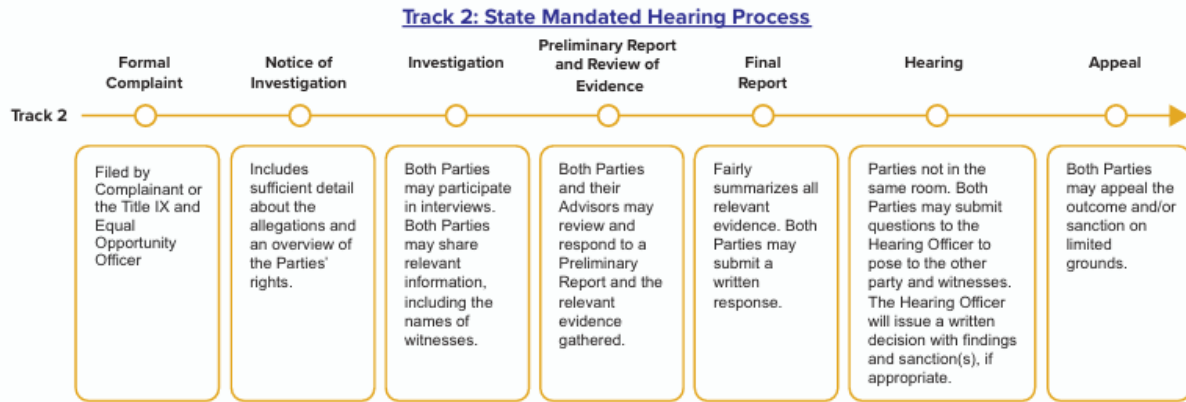 Track 2: State Mandated Hearing Process
Formal
Complaint
Notice of
Investigation
Investigation
Preliminary Report
and Review of
Evidence
Final
Report
Hearing
Appeal
Track 2
Filed by
Complainant or
the Title IX and
Equal
Opportunity
Officer
Includes
sufficient detail
about the
allegations and
an overview of
the Parties'
rights.
Both Parties
may participate
in interviews.
Both Parties
may share
relevant
information,
including the
names of
witnesses.
Both Parties
and their
Advisors may
review and
respond to a
Preliminary
Report and the
relevant
evidence
gathered.
Fairly
summarizes all
relevant
evidence. Both
Parties may
submit a
written
response.
Parties not in the
same room. Both
Parties may submit
questions to the
Hearing Officer to
pose to the other
party and witnesses.
The Hearing Officer
will issue a written
decision with findings
and sanction(s), if
appropriate.
Both Parties
may appeal the
outcome and/or
sanction on
limited
grounds.